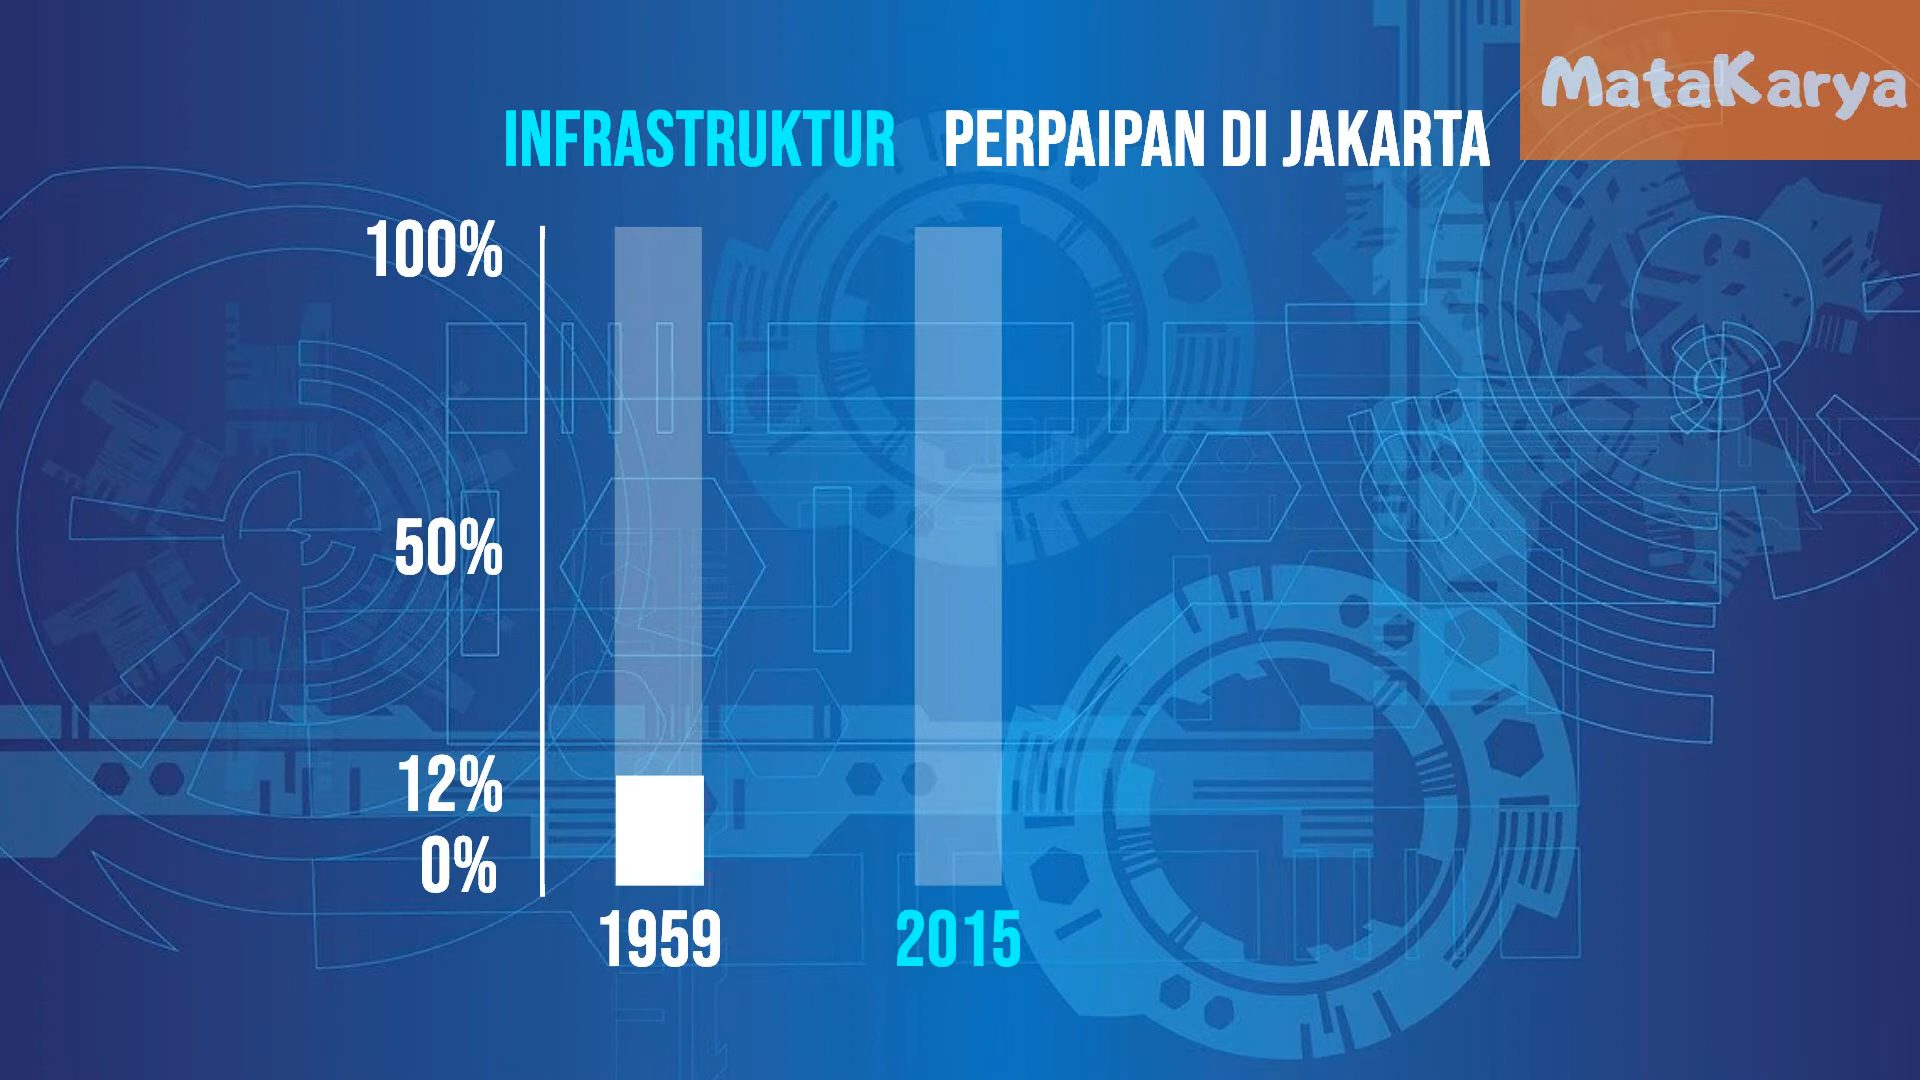 MataKarya
INFRASTRUKTUR PERPAIPAN DI JAKARTA
100%
50%
12%
0%
1959 2015